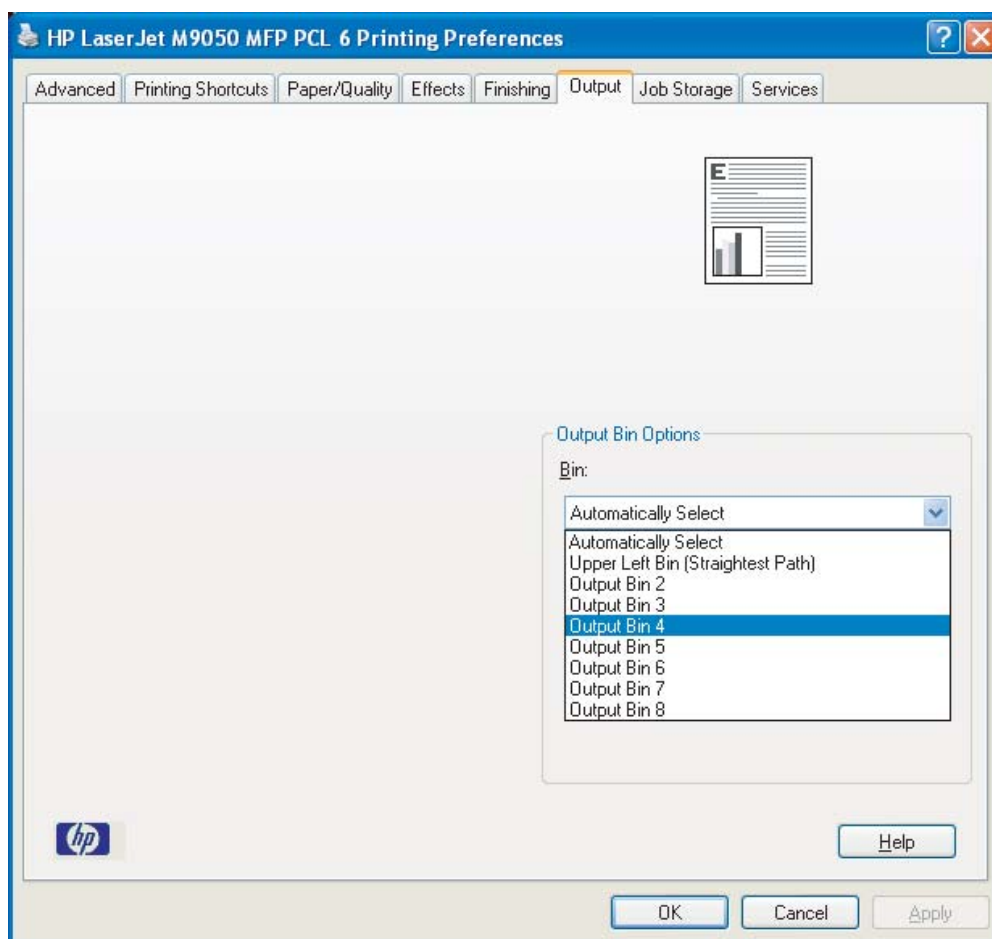 HP LaserJet M9050 MFP PCL 6 Printing Preferences
Advanced Printing Shortcuts Paper/Quality Effects Finishing Output Job Storage Services
E
Output Bin Options
Bin:
Automatically Select
Automatically Select
Upper Left Bin (Straightest Path)
Output Bin 2
Output Bin 3
Output Bin 4
Output Bin 5
Output Bin 6
Output Bin 7
Output Bin 8
hp
Help
OK Cancel Apply